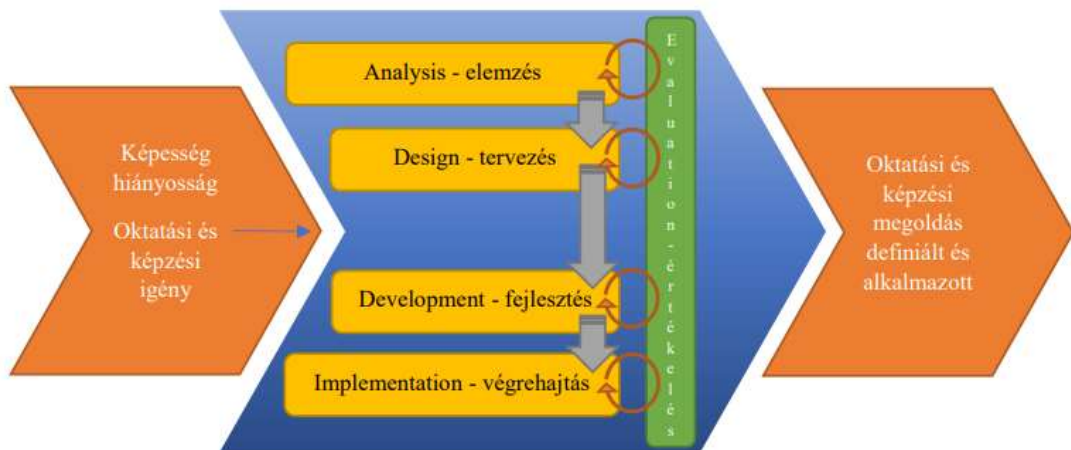 Képesség
hiányosság
Oktatási és
képzési
igény
Analysis - elemzés
Design - tervezés
Development - fejlesztés
Implementation - végrehajtás
Evaluation-értékelés
Oktatási és
képzési
megoldás
definiált és
alkalmazott